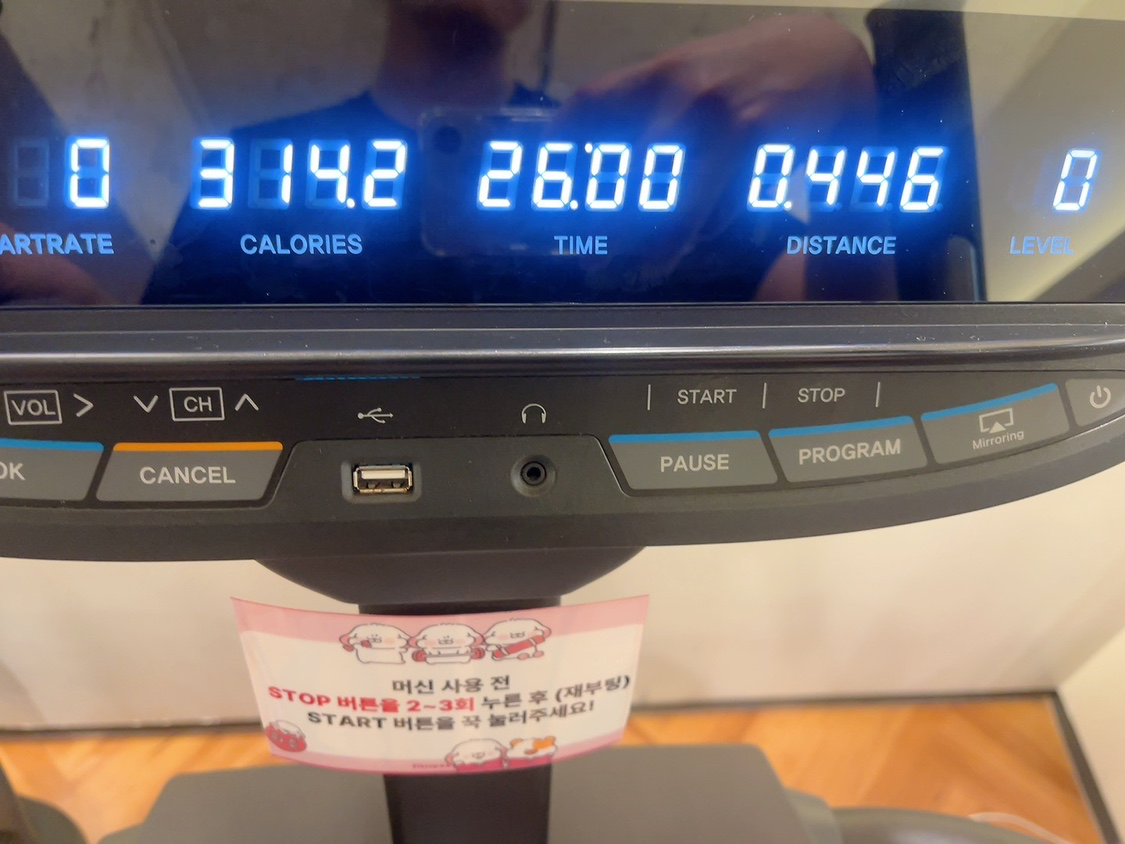 0 314.2 26:00 0.446 0
ARTRATE CALORIES TIME DISTANCE LEVEL
VOL CH START STOP
OK CANCEL PAUSE PROGRAM Mirroring
머신 사용 전
STOP 버튼을 2~3회 누른 후 (재부팅)
START 버튼을 꼭 눌러주세요!